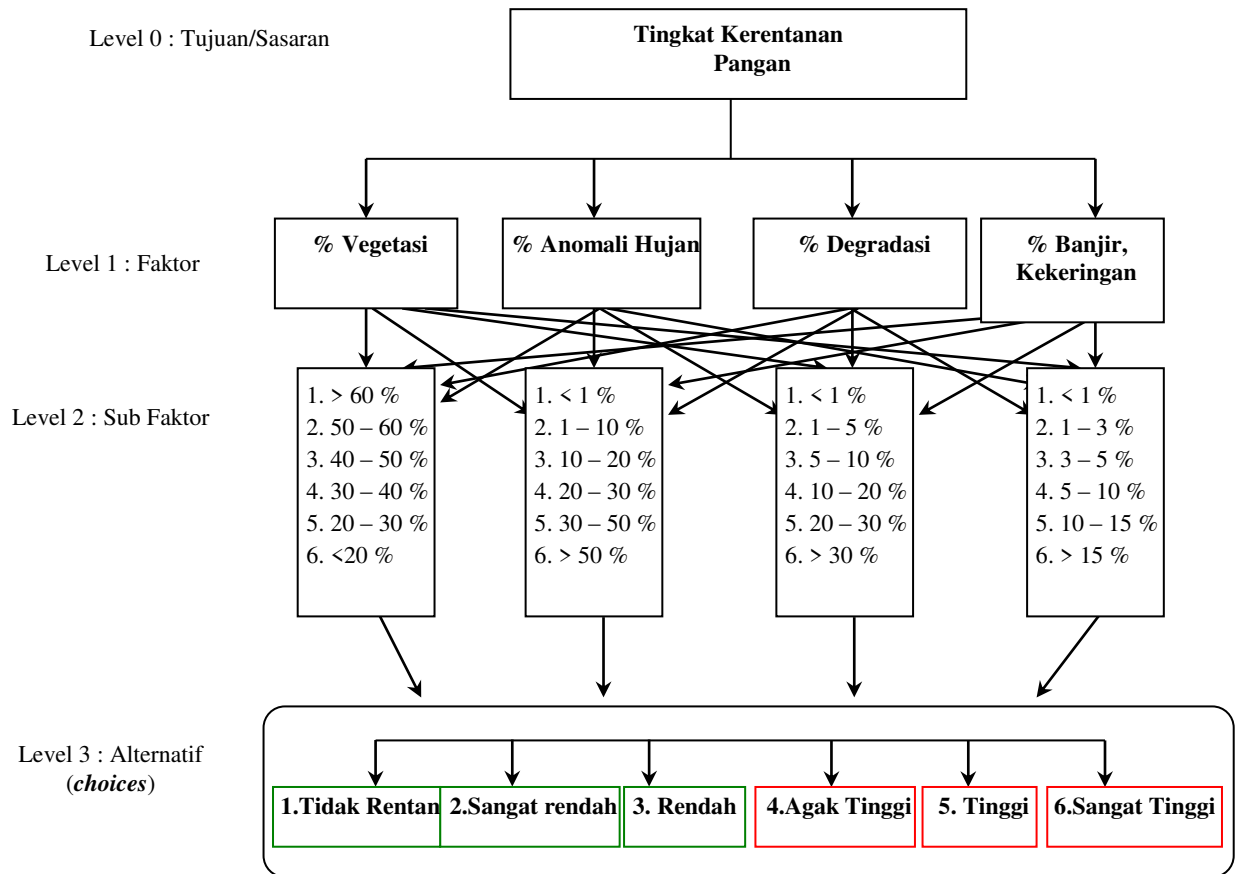 Level 0 : Tujuan/Sasaran
Tingkat Kerentanan
Pangan
Level 1 : Faktor
% Vegetasi
% Anomali Hujan
% Degradasi
% Banjir,
Kekeringan
Level 2 : Sub Faktor
1. > 60 %
2. 50 – 60 %
3. 40 – 50 %
4. 30 – 40 %
5. 20 – 30 %
6. <20 %
1. < 1 %
2. 1 – 10 %
3. 10 – 20%
4. 20 – 30 %
5. 30 – 50 %
6. > 50 %
1. < 1 %
2. 1 – 5 %
3. 5 – 10 %
4. 10 – 20 %
5. 20 – 30 %
6. > 30 %
1. < 1 %
2. 1 – 3 %
3. 3 – 5 %
4. 5 – 10 %
5. 10 – 15 %
6. > 15 %
Level 3 : Alternatif
(choices)
1.Tidak Rentan
2.Sangat rendah
3. Rendah
4.Agak Tinggi
5. Tinggi
6.Sangat Tinggi